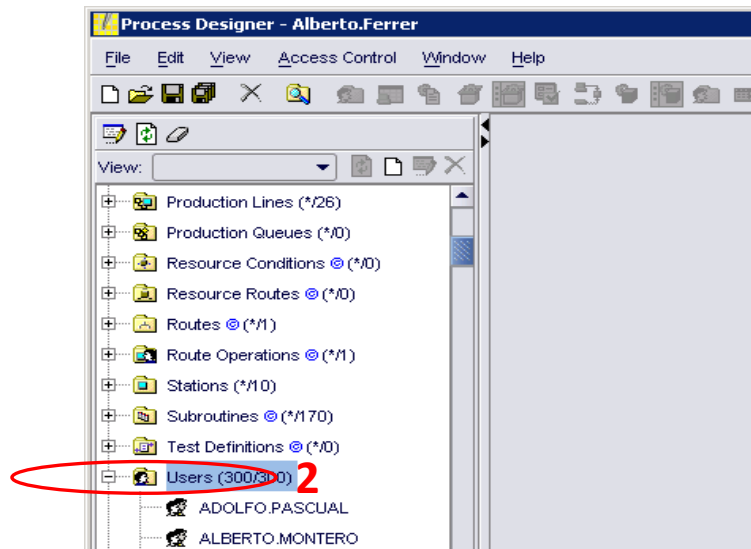 Process Designer - Alberto.Ferrer
File Edit View Access Control Window Help
View:
Production Lines (*/26)
Production Queues (*/0)
Resource Conditions @ (*/0)
Resource Routes @ (*/0)
Routes @ (*/1)
Route Operations @ (*/1)
Stations (*/10)
Subroutines @ (*/170)
Test Definitions @ (*/0)
Users (300/300) 2
ADOLFO.PASCUAL
ALBERTO.MONTERO